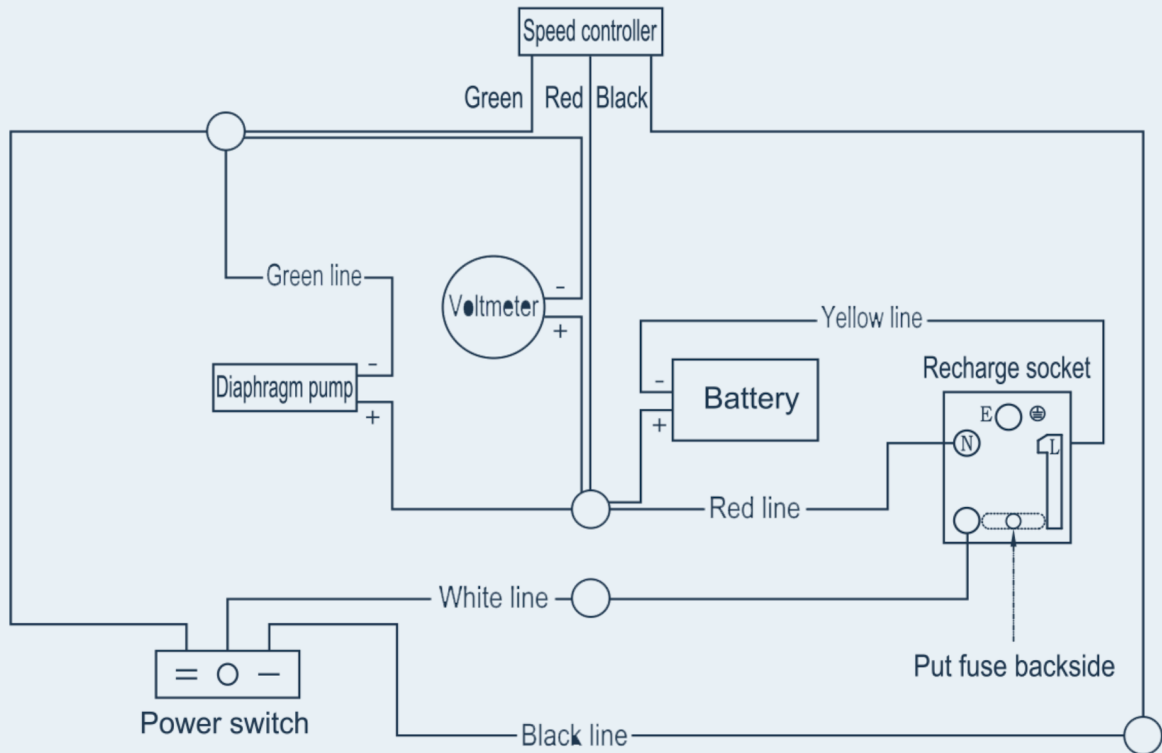 Speed controller
Green Red Black
Green line
-
Voltmeter
+
Yellow line
Diaphragm pump
-
+
Battery
-
+
Recharge socket
E
N
L
Red line
White line
Put fuse backside
= O -
Power switch
Black line